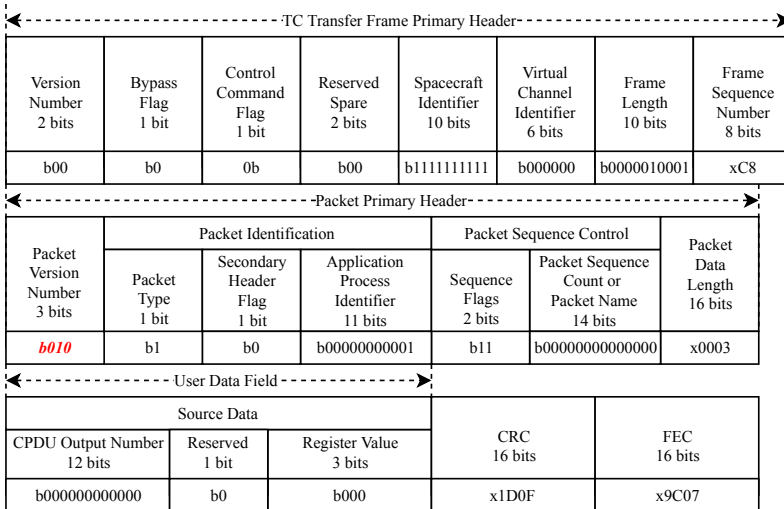 TC Transfer Frame Primary Header
Version Number 2 bits
Bypass Flag 1 bit
Control Command Flag 1 bit
Reserved Spare 2 bits
Spacecraft Identifier 10 bits
Virtual Channel Identifier 6 bits
Frame Length 10 bits
Frame Sequence Number 8 bits
b00 b0 0b b00 b1111111111 b000000 b0000010001 xC8
Packet Primary Header
Packet Version Number 3 bits
Packet Identification
Packet Type 1 bit
Secondary Header Flag 1 bit
Application Process Identifier 11 bits
Packet Sequence Control
Sequence Flags 2 bits
Packet Sequence Count or Packet Name 14 bits
Packet Data Length 16 bits
b010 b1 b0 b00000000001 b11 b00000000000000 x0003
User Data Field
Source Data
CPDU Output Number 12 bits
Reserved 1 bit
Register Value 3 bits
CRC 16 bits
FEC 16 bits
b000000000000 b0 b000 x1D0F x9C07